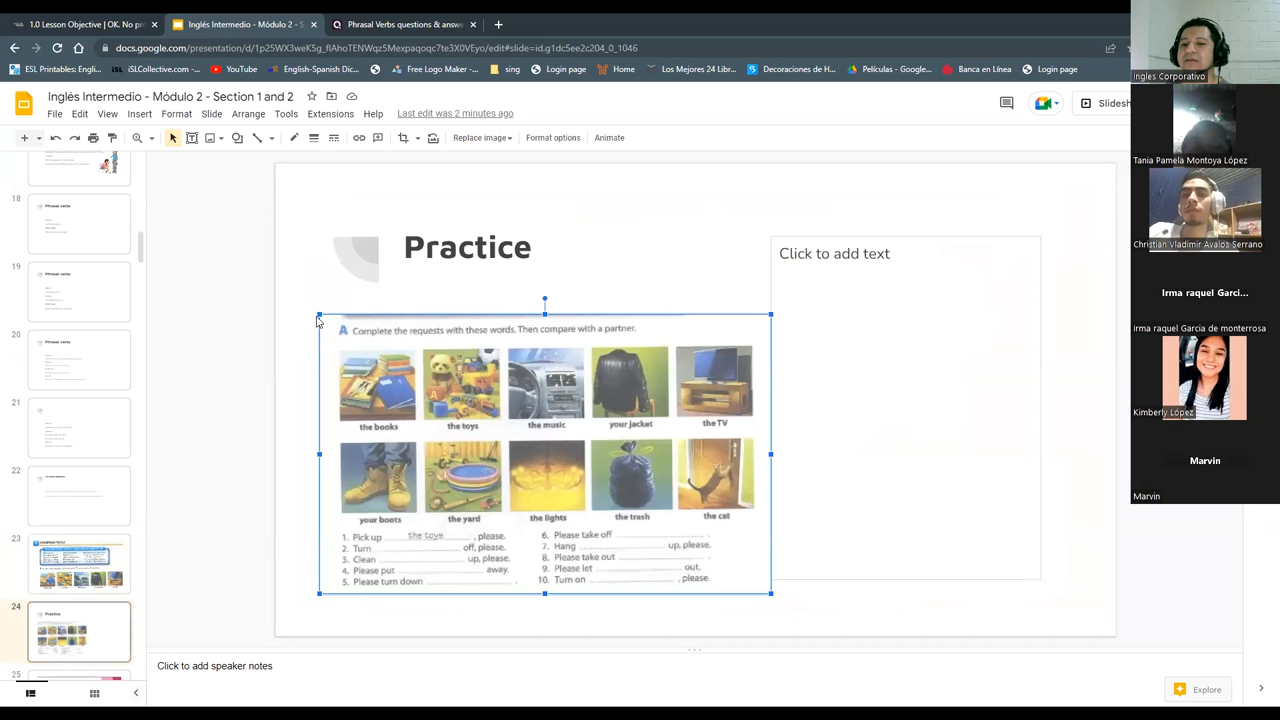 1.0 Lesson Objective | OK. No pro
Inglés Intermedio - Módulo 2 - S
Phrasal Verbs questions & answe
docs.google.com/presentation/d/1p25WX3weK5g_flAhoTENWqz5Mexpaqoqc7te3X0VEyo/edit#slide=id.g1dc5ee2c204_0_1046
ESL Printables: Engli...
iSLCollective.com -...
YouTube
English-Spanish Dic...
Free Logo Maker -...
sing
Login page
Home
Los Mejores 24 Libr...
Decoraciones de H...
Películas - Google...
Banca en Línea
Login page
Inglés Intermedio - Módulo 2 - Section 1 and 2
File Edit View Insert Format Slide Arrange Tools Extensions Help
Last edit was 2 minutes ago
Slidesh
Replace image
Format options
Animate
18
Phrasal verbs
19
Phrasal verbs
20
Phrasal verbs
21
22
23
24
Practice
25
Practice
Click to add text
A Complete the requests with these words. Then compare with a partner.
the books
the toys
the music
your jacket
the TV
your boots
the yard
the lights
the trash
the cat
1. Pick up the toys , please.
2. Turn off, please.
3. Clean up, please.
4. Please put away.
5. Please turn down .
6. Please take off .
7. Hang up, please.
8. Please take out .
9. Please let out.
10. Turn on , please.
Click to add speaker notes
Explore
Ingles Corporativo
Tania Pamela Montoya López
Christian Vladimir Avalos Serrano
Irma raquel Garci...
Irma raquel Garcia de monterrosa
Kimberly López
Marvin
Marvin